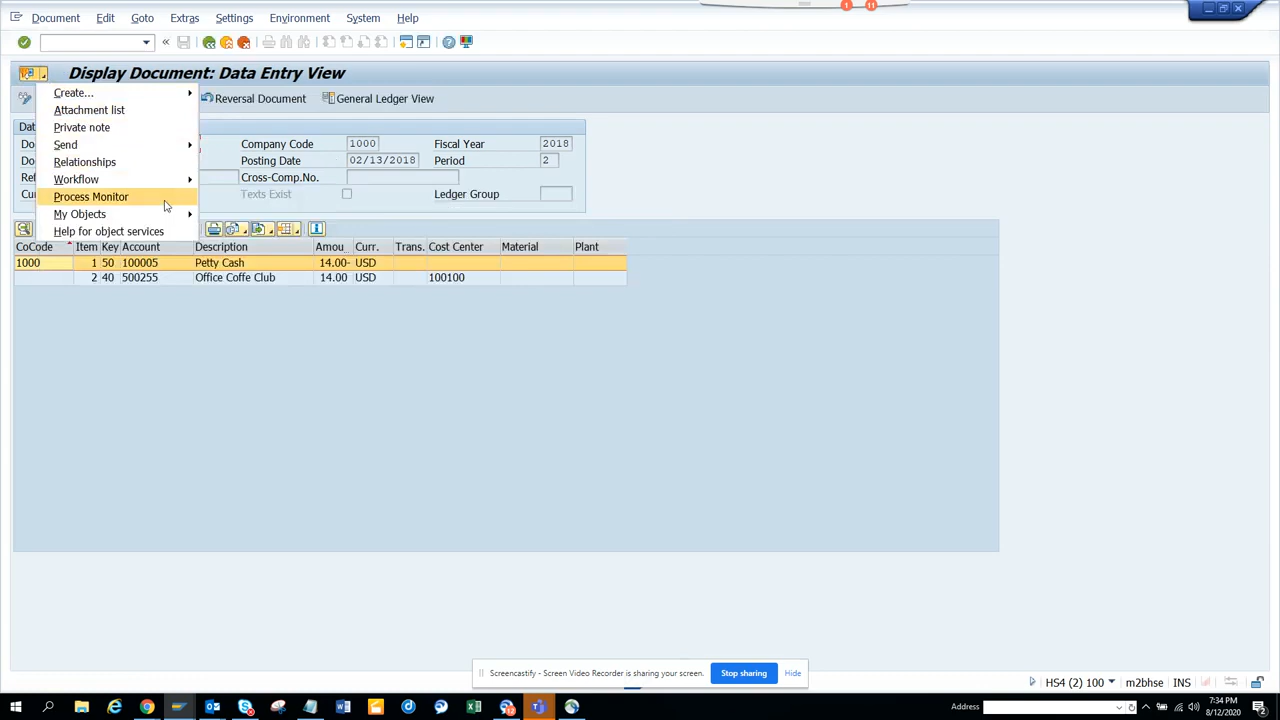 Document Edit Goto Extras Settings Environment System Help
Display Document: Data Entry View
Reversal Document General Ledger View
Create...
Attachment list
Private note
Send
Relationships
Workflow
Process Monitor
My Objects
Help for object services
Company Code 1000 Fiscal Year 2018
Posting Date 02/13/2018 Period 2
Cross-Comp.No.
Texts Exist Ledger Group
CoCode Item Key Account Description Amou Curr. Trans. Cost Center Material Plant
1000 1 50 100005 Petty Cash 14.00- USD
2 40 500255 Office Coffe Club 14.00 USD 100100
Screencastify - Screen Video Recorder is sharing your screen. Stop sharing Hide
HS4 (2) 100 m2bhse INS
Address 7:34 PM
8/12/2020
1 11
12